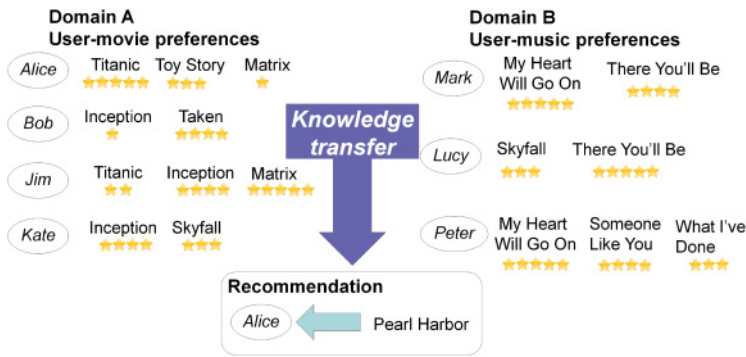 Domain A
User-movie preferences
Alice Titanic Toy Story Matrix
Bob Inception Taken
Jim Titanic Inception Matrix
Kate Inception Skyfall
Knowledge
transfer
Domain B
User-music preferences
Mark My Heart
Will Go On There You'll Be
Lucy Skyfall There You'll Be
Peter My Heart Someone What I've
Will Go On Like You Done
Recommendation
Alice Pearl Harbor